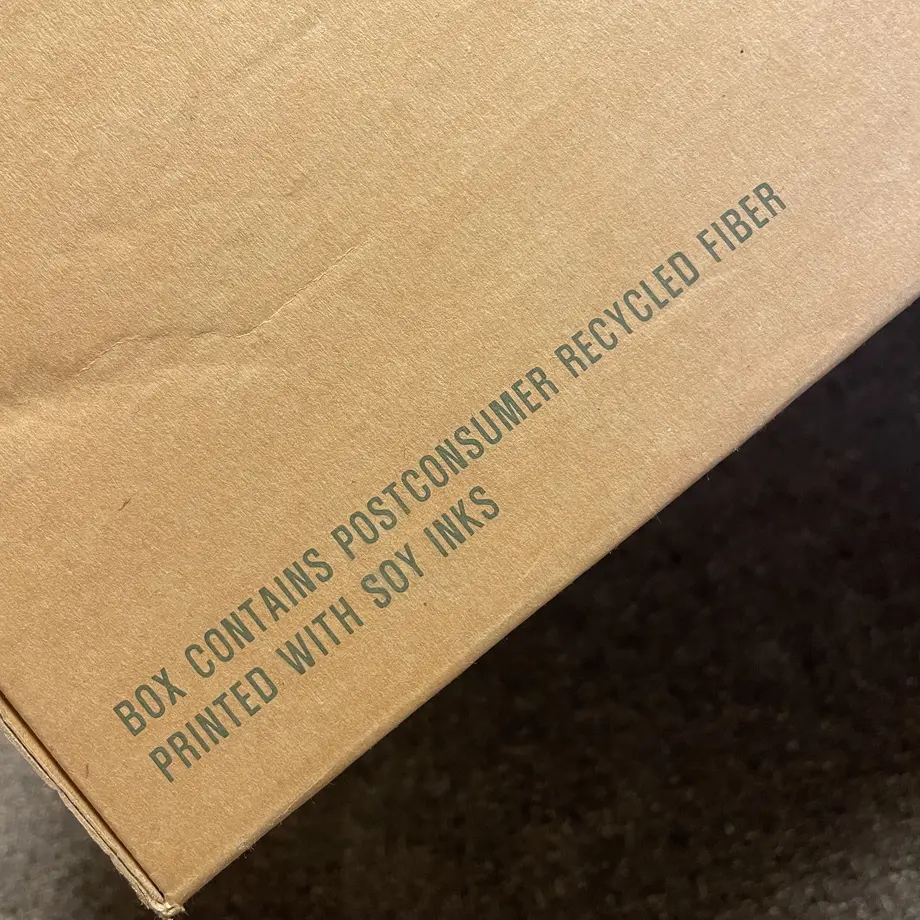 BOX CONTAINS POSTCONSUMER RECYCLED FIBER
PRINTED WITH SOY INKS